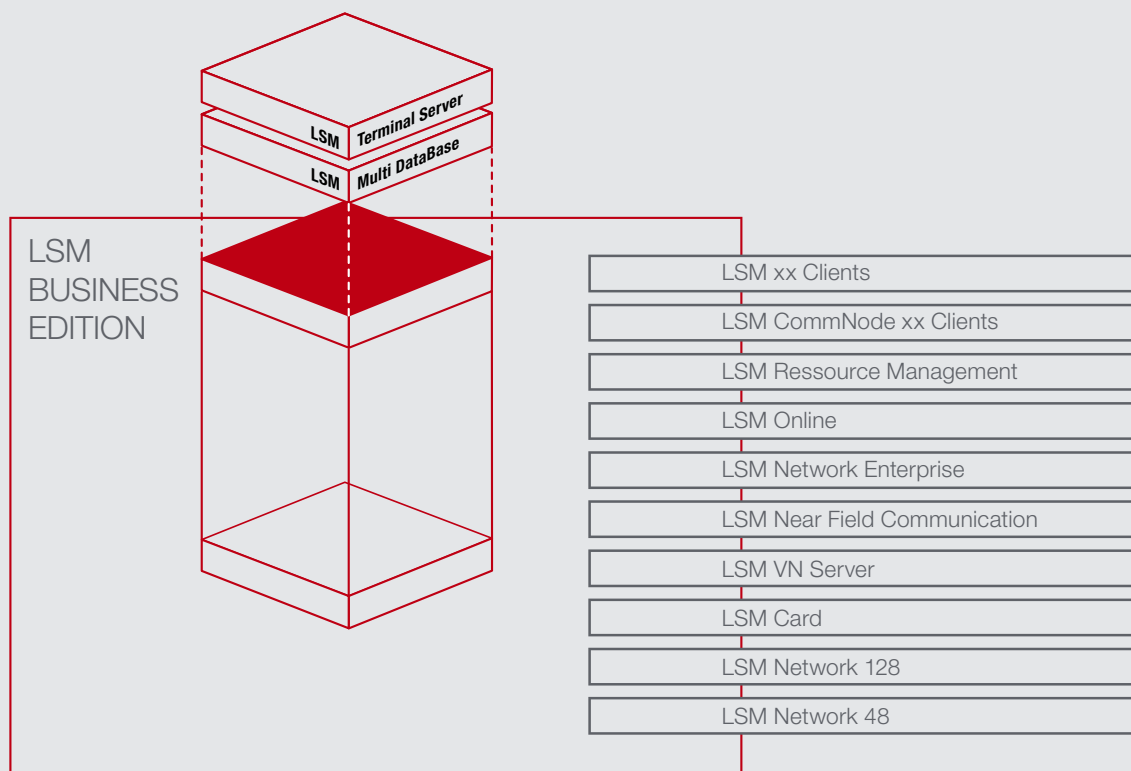 LSM Terminal Server
LSM Multi DataBase
LSM
BUSINESS
EDITION
LSM xx Clients
LSM CommNode xx Clients
LSM Ressource Management
LSM Online
LSM Network Enterprise
LSM Near Field Communication
LSM VN Server
LSM Card
LSM Network 128
LSM Network 48